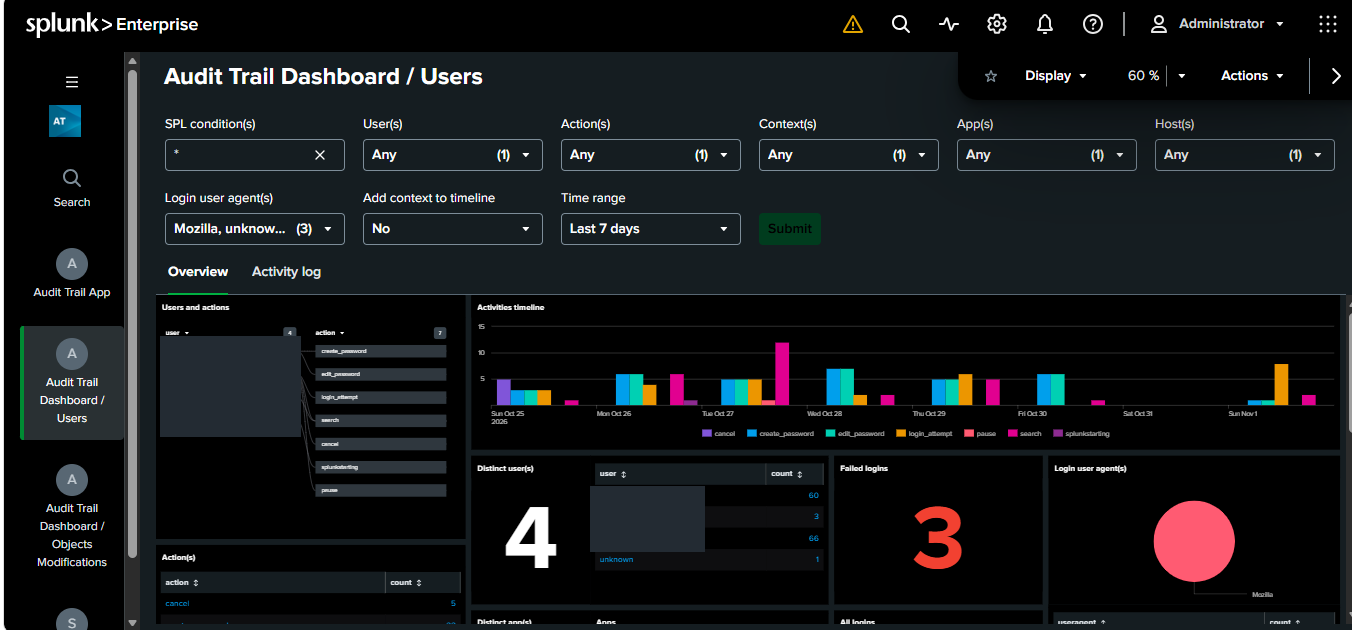 splunk> Enterprise
Administrator
Audit Trail Dashboard / Users
Display
60 %
Actions
AT
Search
A
Audit Trail App
A
Audit Trail
Dashboard /
Users
A
Audit Trail
Dashboard /
Objects
Modifications
S
SPL condition(s)
User(s)
Action(s)
Context(s)
App(s)
Host(s)
*
Any (1)
Any (1)
Any (1)
Any (1)
Any (1)
Login user agent(s)
Add context to timeline
Time range
Mozilla, unknow... (3)
No
Last 7 days
Submit
Overview
Activity log
Users and actions
user 4
action 7
create_password
edit_password
login_attempt
search
cancel
splunkstarting
pause
Activities timeline
15
10
5
Sun Oct 25
2026
Mon Oct 26
Tue Oct 27
Wed Oct 28
Thu Oct 29
Fri Oct 30
Sat Oct 31
Sun Nov 1
cancel
create_password
edit_password
login_attempt
pause
search
splunkstarting
Distinct user(s)
4
user
count
60
3
66
unknown 1
Failed logins
3
Login user agent(s)
Mozilla
Action(s)
action
count
cancel 5
Distinct app(s)
Apps
All logins
useragent
count